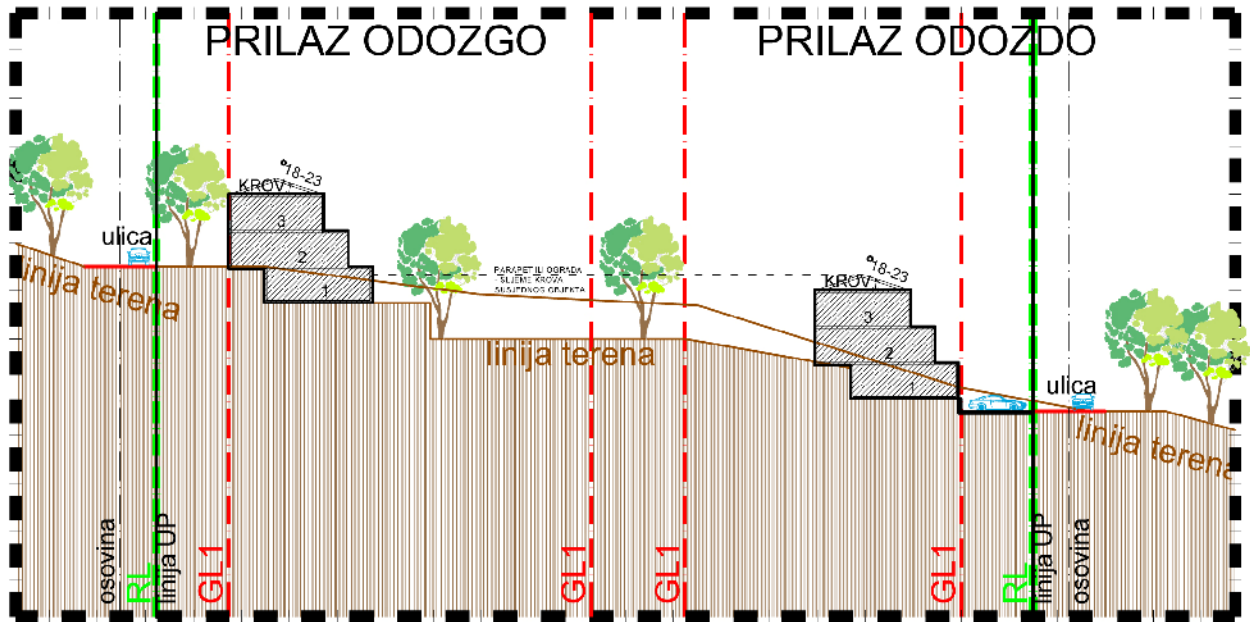 PRILAZ ODOZGO
PRILAZ ODOZDO
°18-23
KROV
3
2
1
ulica
linija terena
PARAPET ILI OGRADA
SLJEME KROVA
SUSJEDNOG OBJEKTA
linija terena
°18-23
KROV
3
2
1
ulica
linija terena
osovina
RL
linija UP
GL1
GL1
GL1
GL1
RL
linija UP
osovina